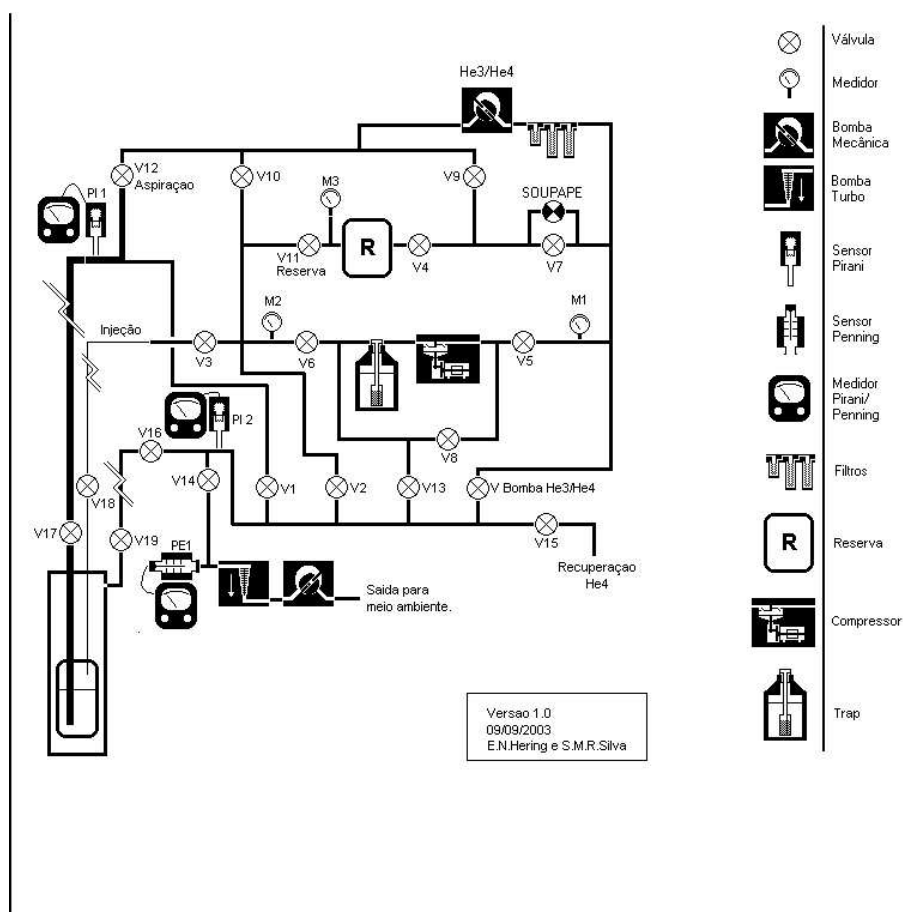 He3/He4
V12
Aspiraçao
V10
V9
PI 1
M3
SOUPAPE
R
V11
Reserva
V4
V7
M2
M1
Injeção
V3
V6
V5
PI 2
V8
V16
V14
V1
V2
V13
V Bomba He3/He4
V18
V17
V19
PE1
V15
Recuperaçao
He4
Saida para
meio ambiente.
Versao 1.0
09/09/2003
E.N.Hering e S.M.R.Silva
Válvula
Medidor
Bomba
Mecânica
Bomba
Turbo
Sensor
Pirani
Sensor
Penning
Medidor
Pirani/
Penning
Filtros
R
Reserva
Compressor
Trap